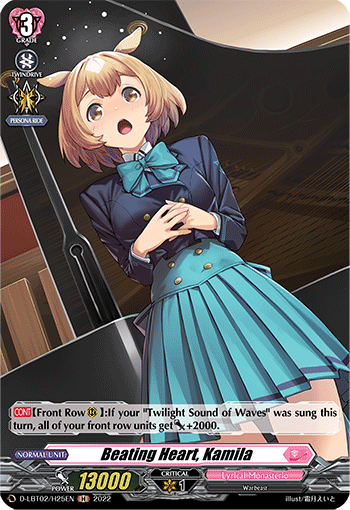 3
GRADE
TWINDRIVE
PERSONA RIDE
CONT【Front Row】:If your "Twilight Sound of Waves" was sung this
turn, all of your front row units get +2000.
NORMAL UNIT
Beating Heart, Kamila
Lyrical Monasterio
POWER 13000 CRITICAL 1 Warbeast
D-LBT02/H25EN H 2022 illust/霜月えいと